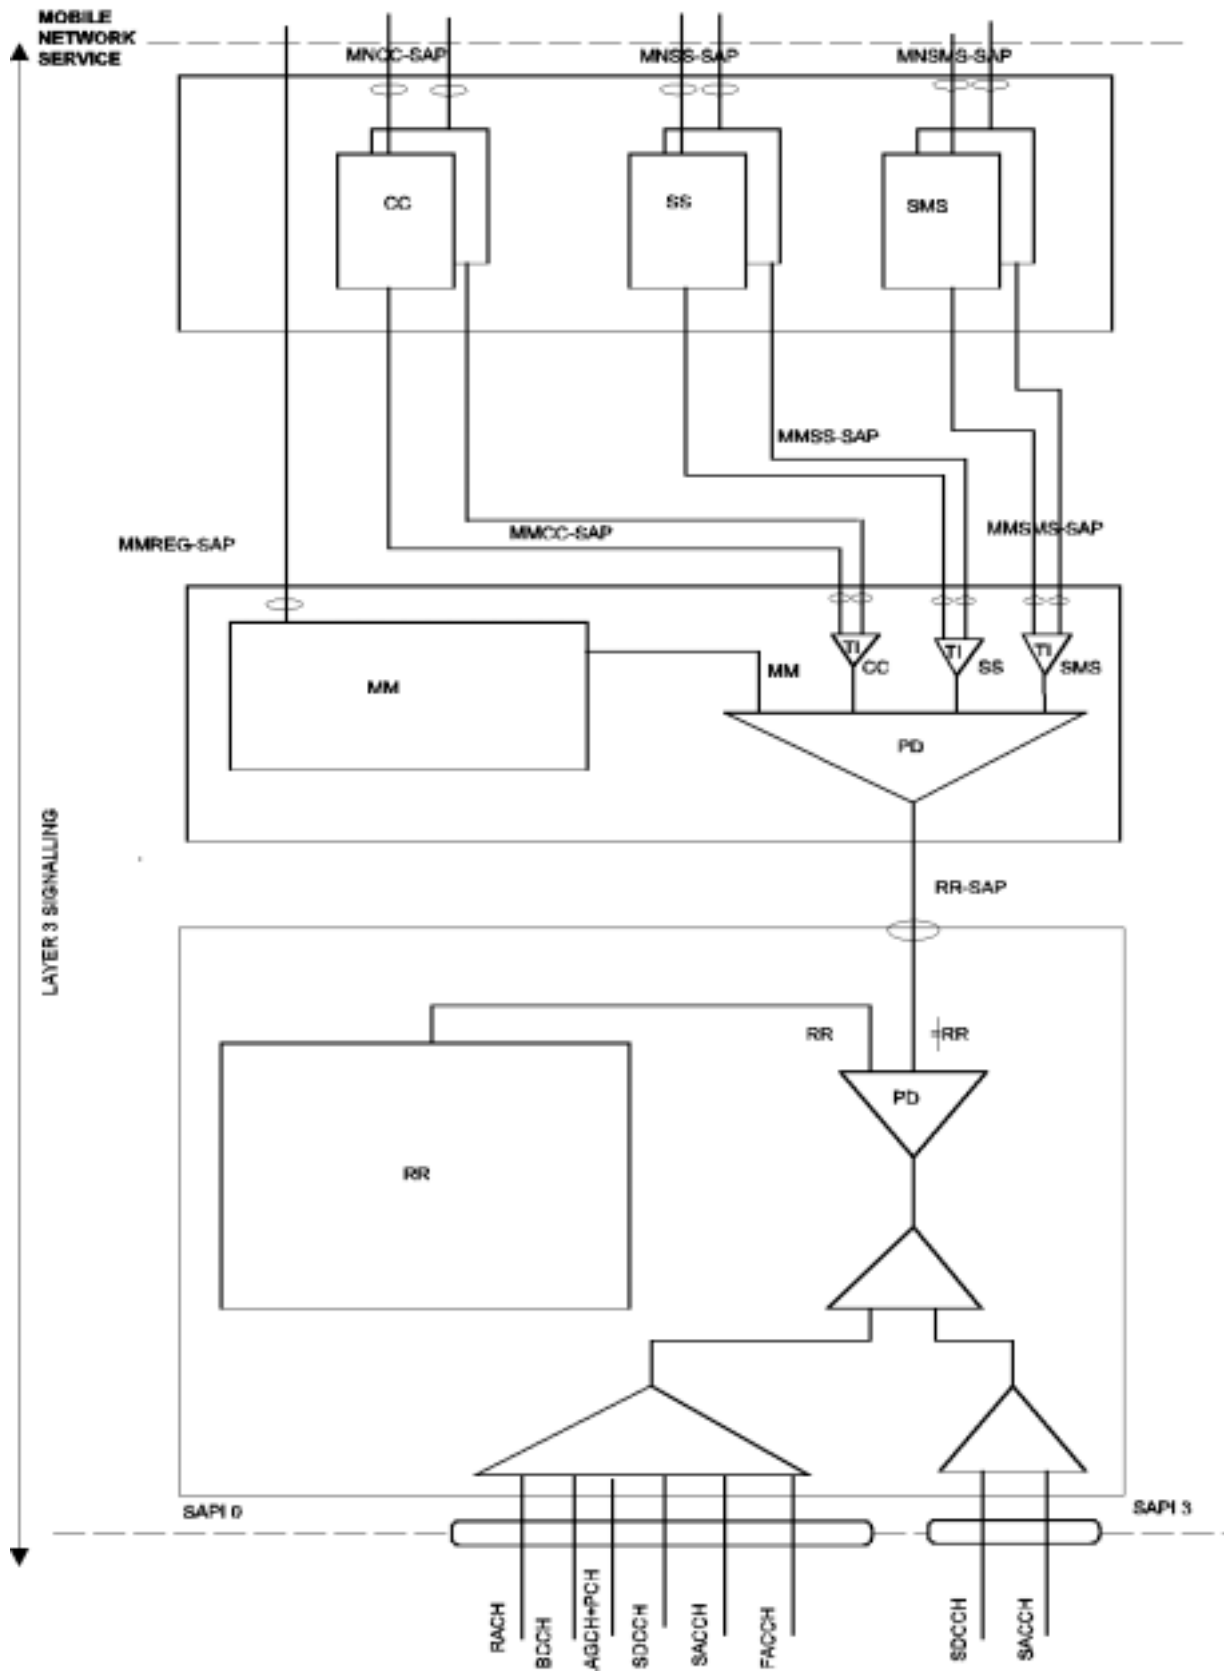 MOBILE
NETWORK
SERVICE
MNCC-SAP
MNSS-SAP
MNSMS-SAP
CC
SS
SMS
MMSS-SAP
MMCC-SAP
MMSMS-SAP
MMREG-SAP
TI
TI
TI
MM
CC
SS
SMS
MM
PD
LAYER 3 SIGNALLING
RR-SAP
RR
≠RR
PD
RR
SAPI 0
SAPI 3
RACH
BCCH
AGCH+PCH
SDCCH
SACCH
FACCH
SDCCH
SACCH